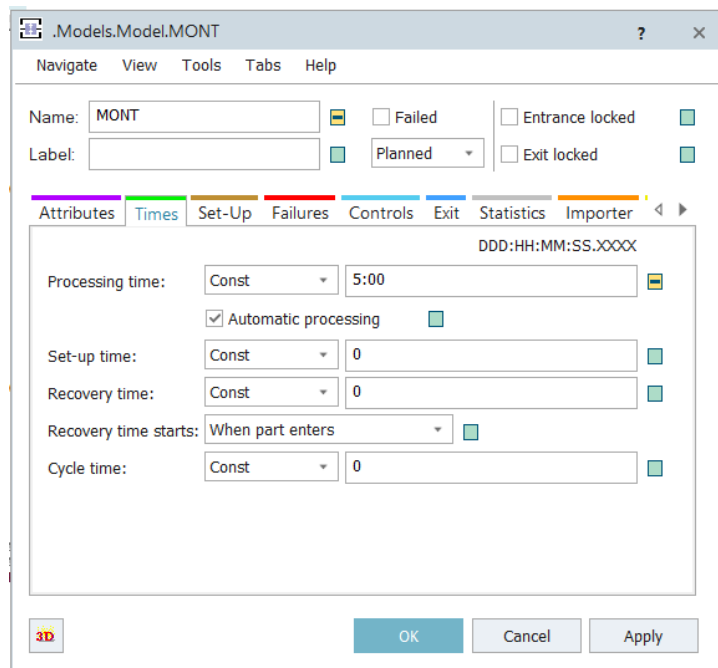 .Models.Model.MONT ? ×
Navigate View Tools Tabs Help
Name: MONT Failed Entrance locked
Label: Planned Exit locked
Attributes Times Set-Up Failures Controls Exit Statistics Importer
DDD:HH:MM:SS.XXXX
Processing time: Const 5:00
Automatic processing
Set-up time: Const 0
Recovery time: Const 0
Recovery time starts: When part enters
Cycle time: Const 0
3D OK Cancel Apply